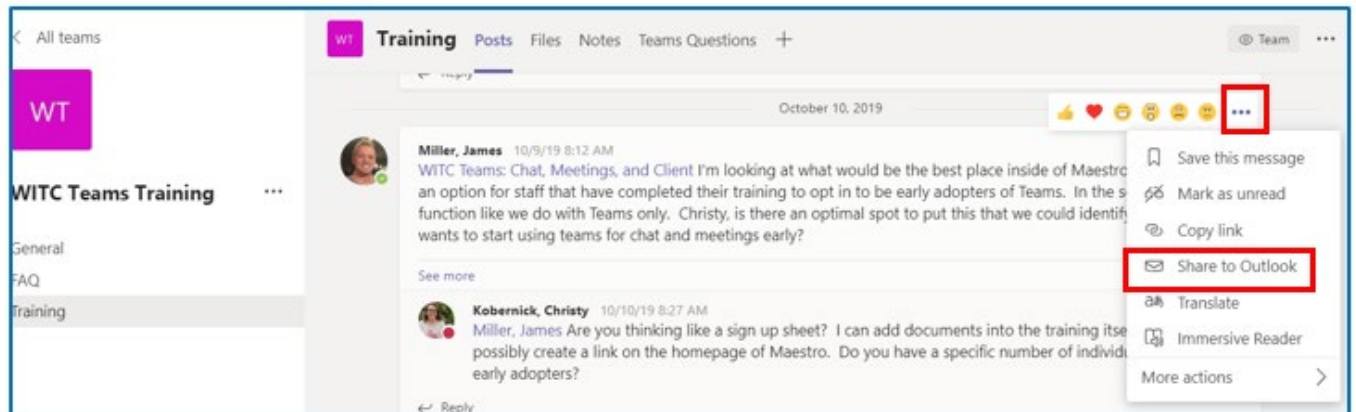 All teams
WT
WITC Teams Training
General
FAQ
Training
WT Training Posts Files Notes Teams Questions +
Team
Reply
October 10, 2019
Miller, James 10/9/19 8:12 AM
WITC Teams: Chat, Meetings, and Client I'm looking at what would be the best place inside of Maestro
an option for staff that have completed their training to opt in to be early adopters of Teams. In the s
function like we do with Teams only. Christy, is there an optimal spot to put this that we could identify
wants to start using teams for chat and meetings early?
See more
Kobernick, Christy 10/10/19 8:27 AM
Miller, James Are you thinking like a sign up sheet? I can add documents into the training itse
possibly create a link on the homepage of Maestro. Do you have a specific number of individu
early adopters?
Reply
Save this message
Mark as unread
Copy link
Share to Outlook
Translate
Immersive Reader
More actions